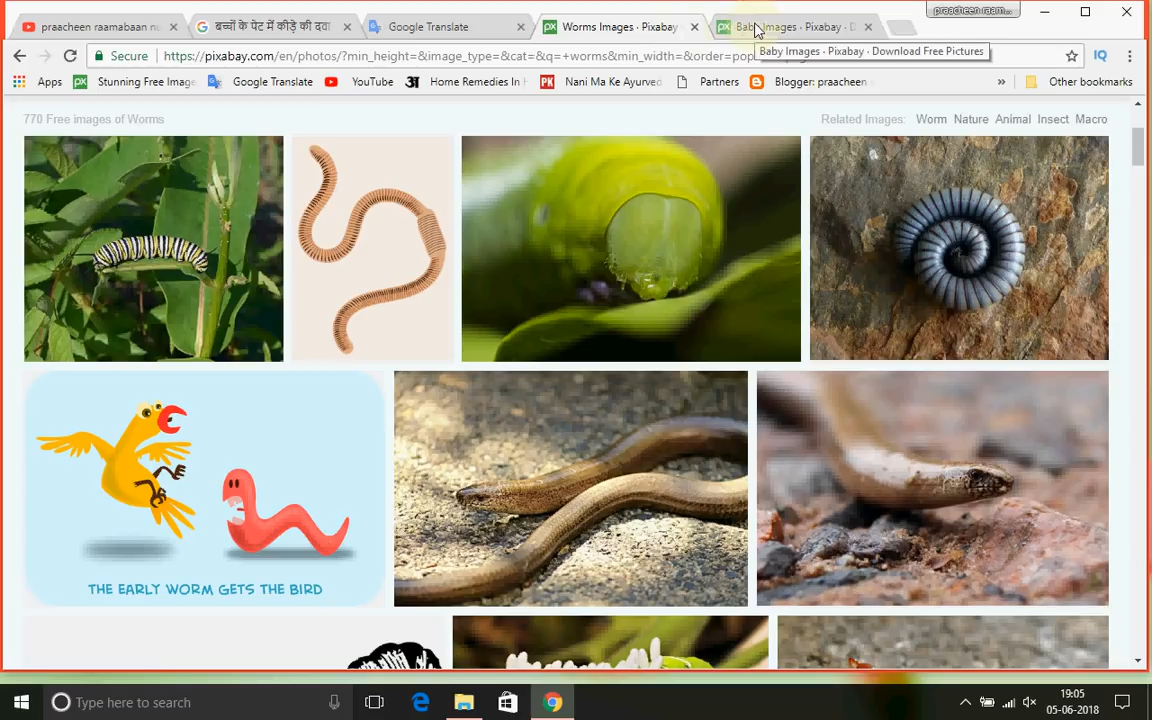 praacheen raam...
praacheen raamabaan no
बच्चों के पेट में कीड़े की दवा
Google Translate
Worms Images · Pixabay
Baby Images · Pixabay · D
Secure
https://pixabay.com/en/photos/?min_height=&image_type=&cat=&q=+worms&min_width=&order=pop
Baby Images · Pixabay · Download Free Pictures
Apps
Stunning Free Imag
Google Translate
YouTube
Home Remedies In
Nani Ma Ke Ayurved
Partners
Blogger: praacheen
»
Other bookmarks
770 Free images of Worms
Related Images: Worm Nature Animal Insect Macro
THE EARLY WORM GETS THE BIRD
Type here to search
19:05
05-06-2018